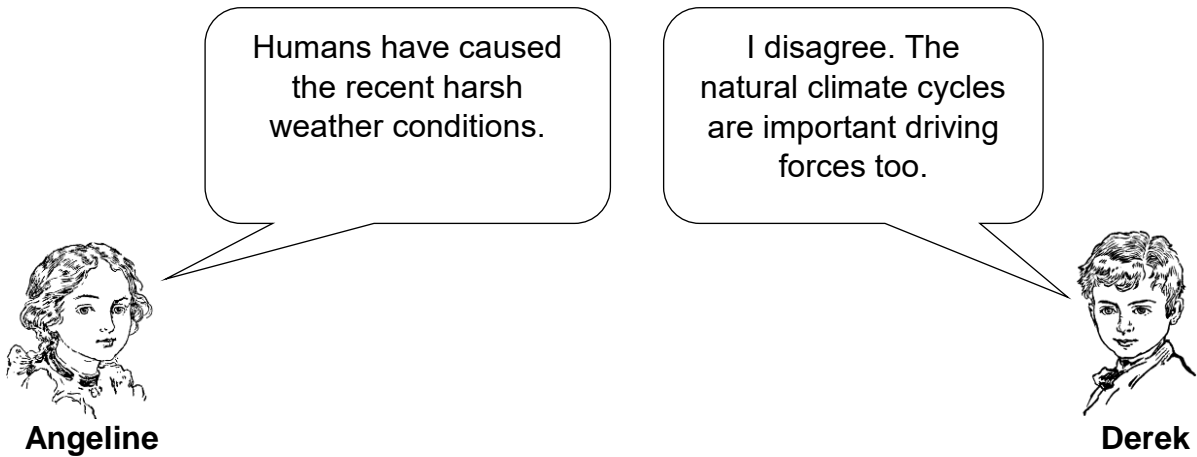 Humans have caused
the recent harsh
weather conditions.
I disagree. The
natural climate cycles
are important driving
forces too.
Angeline
Derek